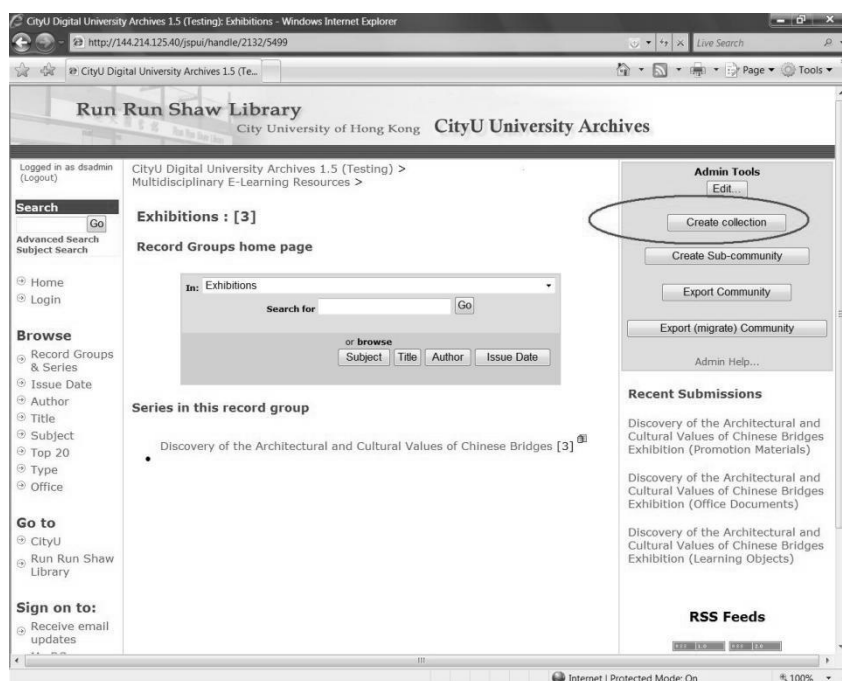 CityU Digital University Archives 1.5 (Testing): Exhibitions - Windows Internet Explorer
http://144.214.125.40/jspui/handle/2132/5499
Live Search
CityU Digital University Archives 1.5 (Te...
Page
Tools
Run Run Shaw Library
City University of Hong Kong
CityU University Archives
Logged in as dsadmin
(Logout)
Search
Go
Advanced Search
Subject Search
Home
Login
Browse
Record Groups
& Series
Issue Date
Author
Title
Subject
Top 20
Type
Office
Go to
CityU
Run Run Shaw
Library
Sign on to:
Receive email
updates
CityU Digital University Archives 1.5 (Testing) >
Multidisciplinary E-Learning Resources >
Exhibitions : [3]
Record Groups home page
In: Exhibitions
Search for
Go
or browse
Subject
Title
Author
Issue Date
Series in this record group
Discovery of the Architectural and Cultural Values of Chinese Bridges [3]
Admin Tools
Edit...
Create collection
Create Sub-community
Export Community
Export (migrate) Community
Admin Help...
Recent Submissions
Discovery of the Architectural and
Cultural Values of Chinese Bridges
Exhibition (Promotion Materials)
Discovery of the Architectural and
Cultural Values of Chinese Bridges
Exhibition (Office Documents)
Discovery of the Architectural and
Cultural Values of Chinese Bridges
Exhibition (Learning Objects)
RSS Feeds
Internet | Protected Mode: On
100%